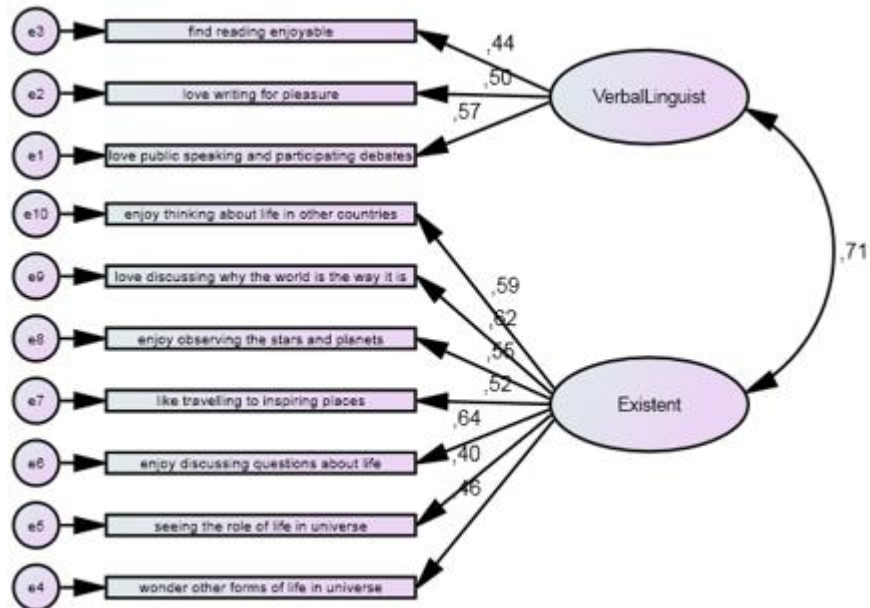 e3
find reading enjoyable
,44
e2
love writing for pleasure
,50
VerbalLinguist
e1
love public speaking and participating debates
,57
e10
enjoy thinking about life in other countries
,71
e9
love discussing why the world is the way it is
,59
,62
e8
enjoy observing the stars and planets
,55
e7
like travelling to inspiring places
,52
Existent
e6
enjoy discussing questions about life
,64
,40
e5
seeing the role of life in universe
,46
e4
wonder other forms of life in universe